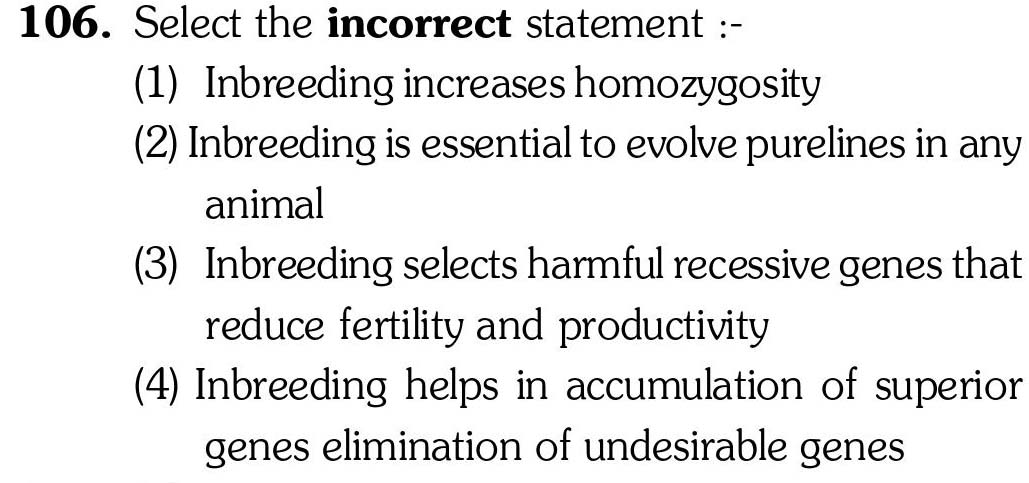 106. Select the incorrect statement :-
(1) Inbreeding increases homozygosity
(2) Inbreeding is essential to evolve purelines in any
animal
(3) Inbreeding selects harmful recessive genes that
reduce fertility and productivity
(4) Inbreeding helps in accumulation of superior
genes elimination of undesirable genes